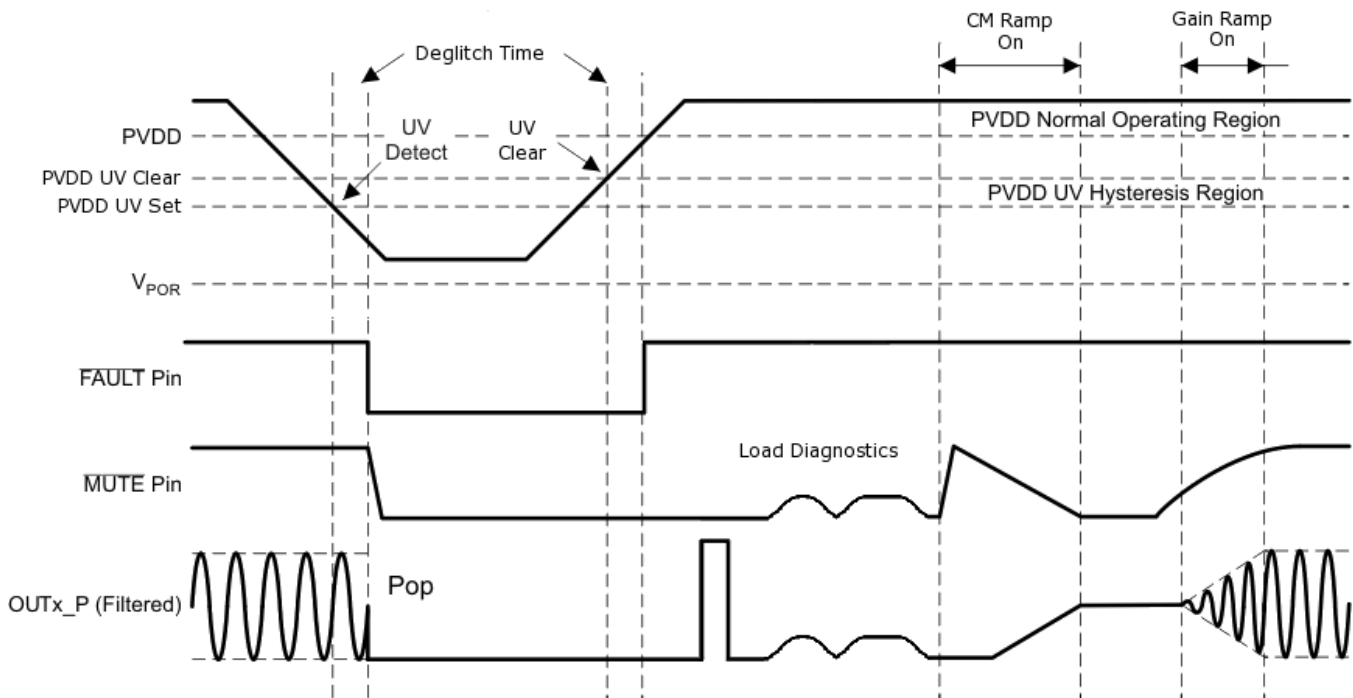 CM Ramp
On
Gain Ramp
On
Deglitch Time
PVDD
UV
Detect
UV
Clear
PVDD Normal Operating Region
PVDD UV Clear
PVDD UV Set
PVDD UV Hysteresis Region
VPOR
FAULT Pin
Load Diagnostics
MUTE Pin
Pop
OUTx_P (Filtered)